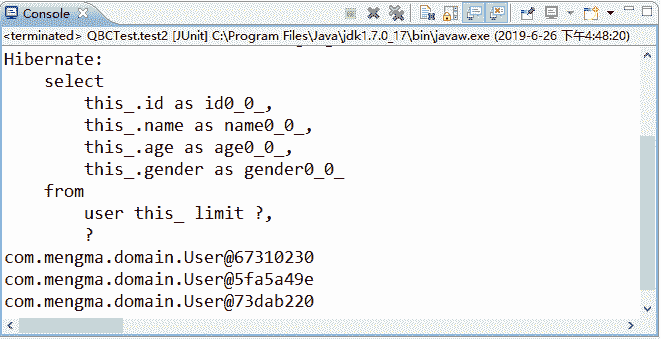 Console
<terminated> QBCTest.test2 [JUnit] C:\Program Files\Java\jdk1.7.0_17\bin\javaw.exe (2019-6-26 下午4:48:20)
Hibernate:
    select
        this_.id as id0_0_,
        this_.name as name0_0_,
        this_.age as age0_0_,
        this_.gender as gender0_0_
    from
        user this_ limit ?,
        ?
com.mengma.domain.User@67310230
com.mengma.domain.User@5fa5a49e
com.mengma.domain.User@73dab220